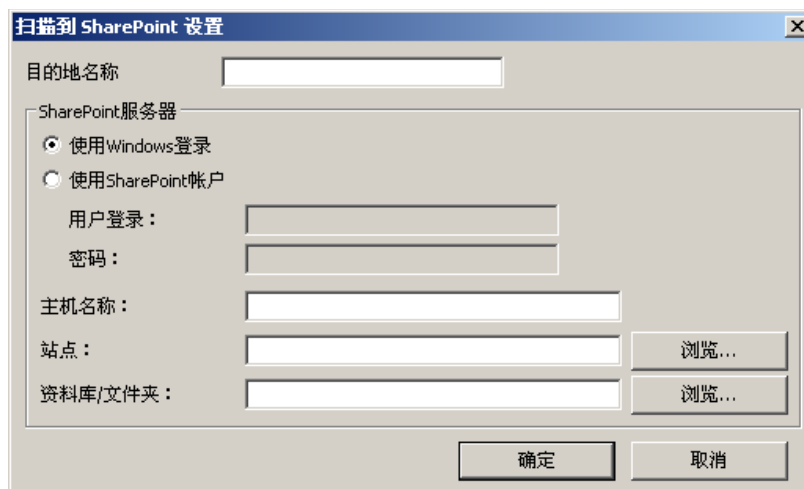 扫描到 SharePoint 设置
目的地名称
SharePoint服务器
使用Windows登录
使用SharePoint帐户
用户登录：
密码：
主机名称：
站点：
浏览...
资料库/文件夹：
浏览...
确定
取消